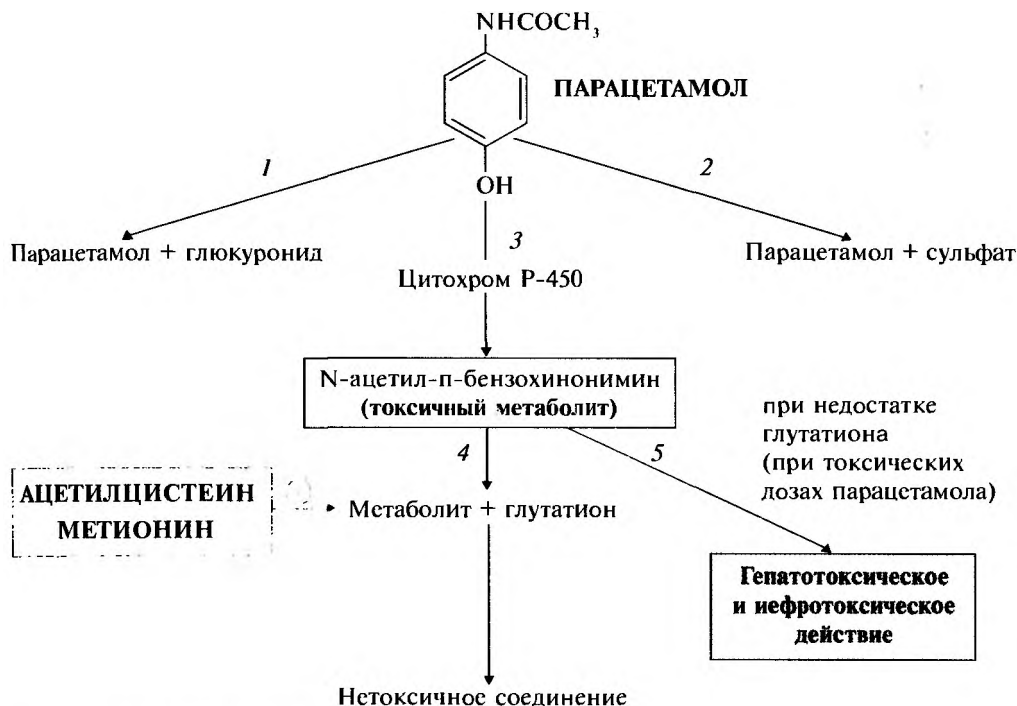 NHCOCH₃
ПАРАЦЕТАМОЛ
1
2
OH
3
Парацетамол + глюкуронид
Парацетамол + сульфат
Цитохром Р-450
N-ацетил-п-бензохинонимин
(токсичный метаболит)
при недостатке
глутатиона
(при токсических
дозах парацетамола)
4
5
АЦЕТИЛЦИСТЕИН
МЕТИОНИН
Метаболит + глутатион
Гепатотоксическое
и иефротоксическое
действие
Нетоксичное соединение